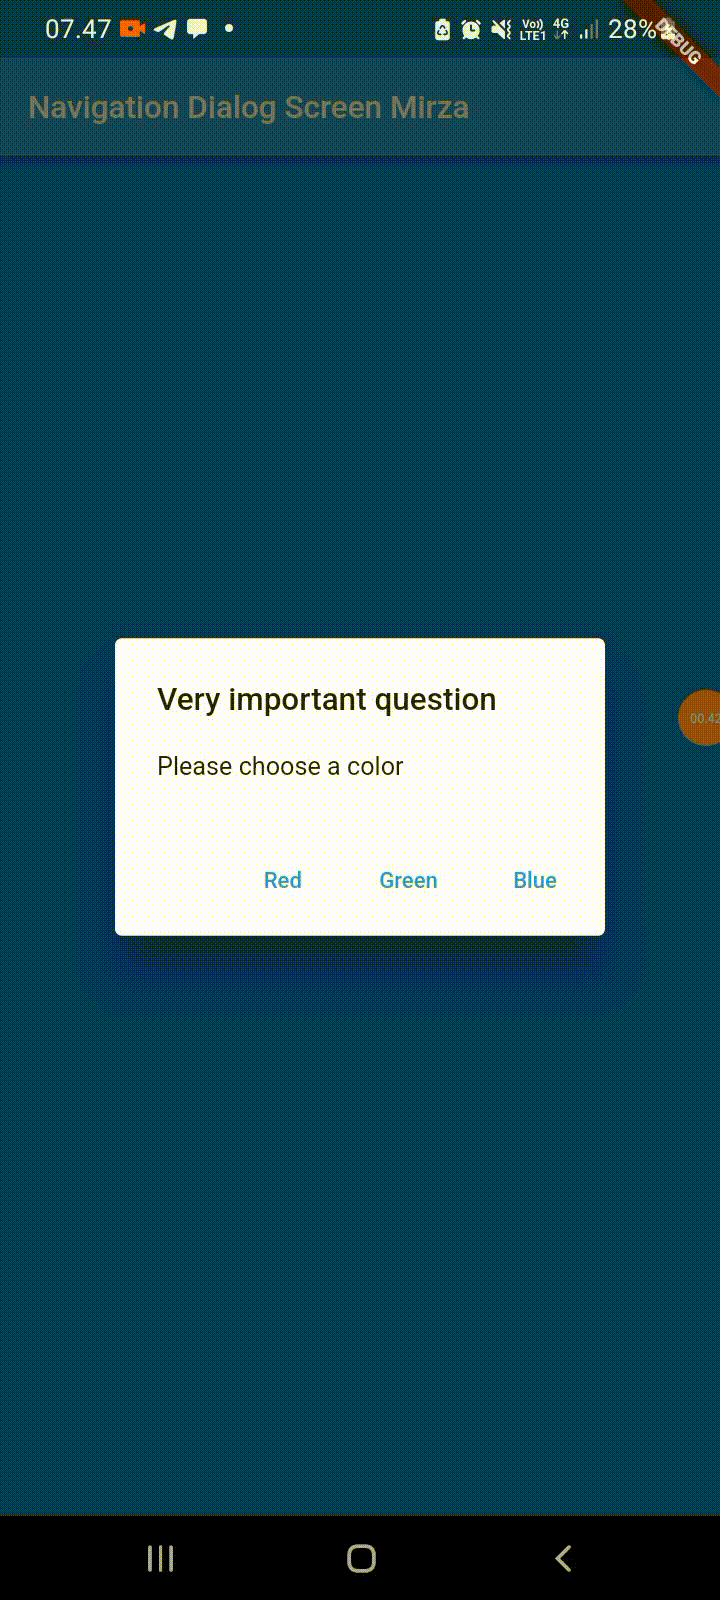 07.47 Vo)) LTE1 4G 28%
DEBUG
Navigation Dialog Screen Mirza
00.42
Very important question
Please choose a color
Red Green Blue